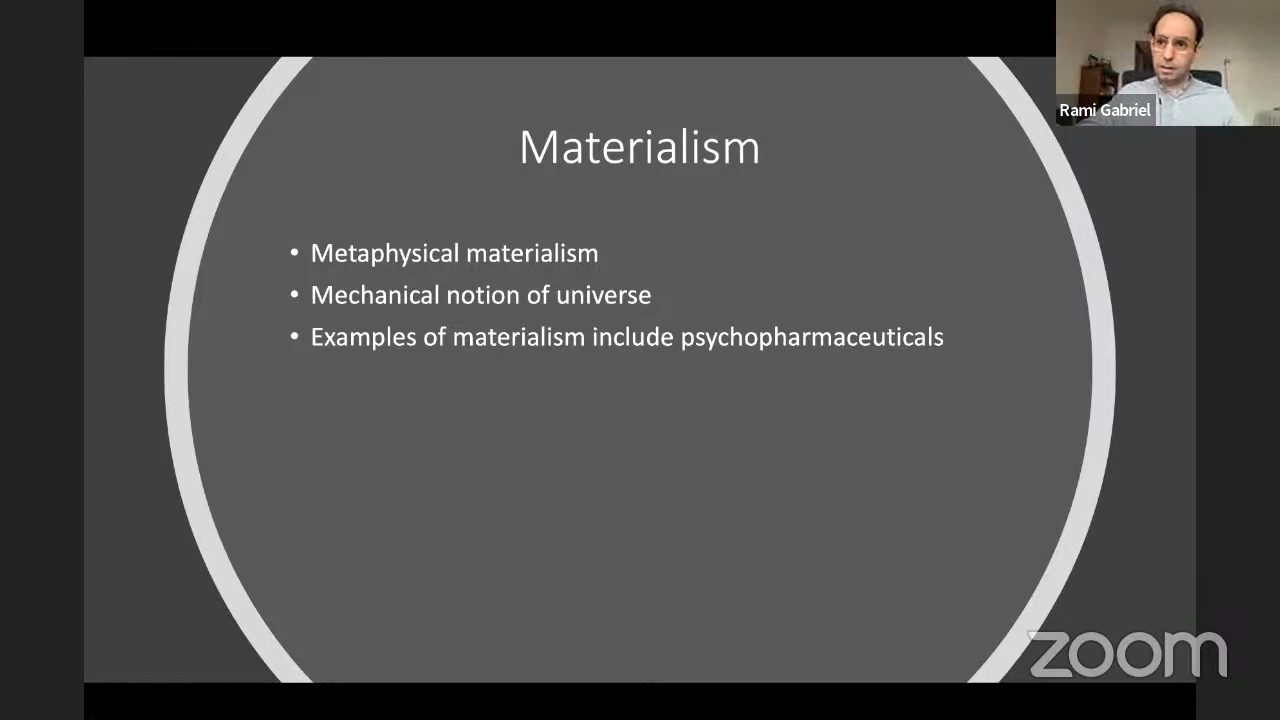 Rami Gabriel
Materialism
• Metaphysical materialism
• Mechanical notion of universe
• Examples of materialism include psychopharmaceuticals
zoom